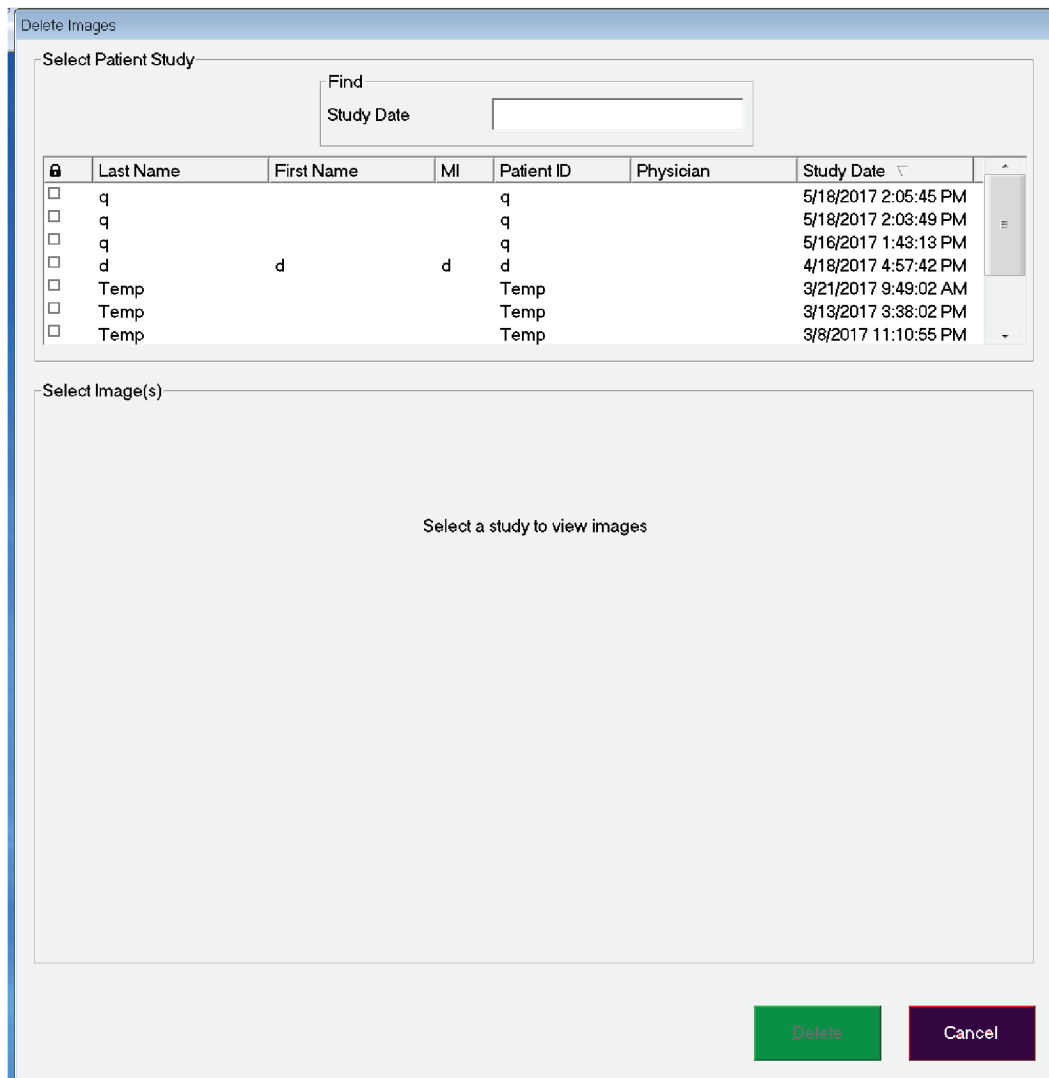 Delete Images
Select Patient Study
Find
Study Date
Last Name First Name MI Patient ID Physician Study Date
q q 5/18/2017 2:05:45 PM
q q 5/18/2017 2:03:49 PM
q q 5/16/2017 1:43:13 PM
d d d d 4/18/2017 4:57:42 PM
Temp Temp 3/21/2017 9:49:02 AM
Temp Temp 3/13/2017 3:38:02 PM
Temp Temp 3/8/2017 11:10:55 PM
Select Image(s)
Select a study to view images
Delete Cancel